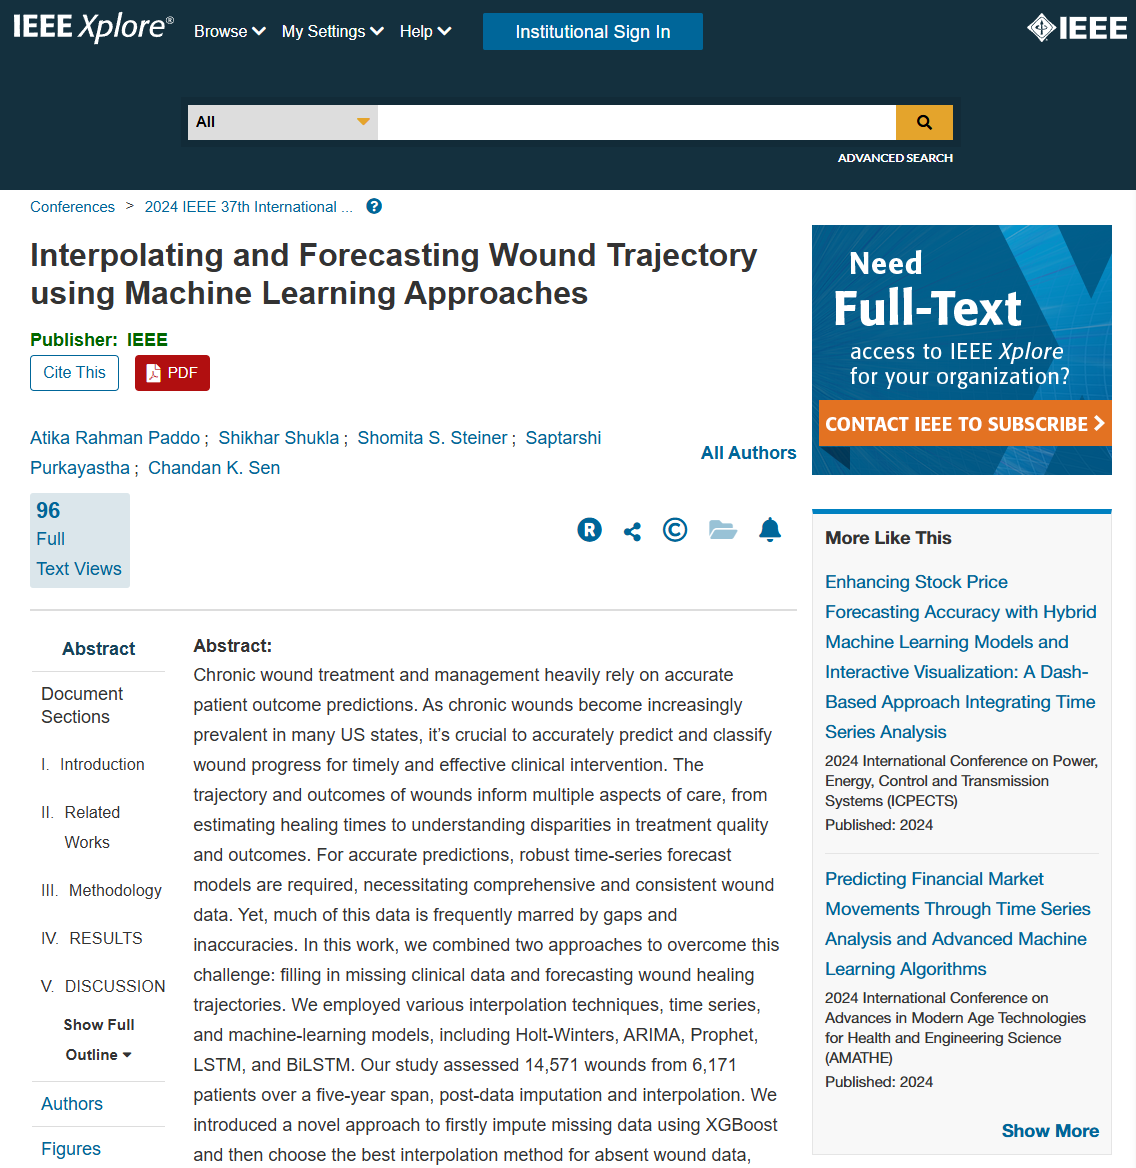 IEEE Xplore®
Browse
My Settings
Help
Institutional Sign In
IEEE
All
ADVANCED SEARCH
Conferences > 2024 IEEE 37th International ...
Interpolating and Forecasting Wound Trajectory
using Machine Learning Approaches
Publisher: IEEE
Cite This
PDF
Atika Rahman Paddo ; Shikhar Shukla ; Shomita S. Steiner ; Saptarshi
Purkayastha ; Chandan K. Sen
All Authors
96
Full
Text Views
Abstract
Document
Sections
I. Introduction
II. Related
Works
III. Methodology
IV. RESULTS
V. DISCUSSION
Show Full
Outline
Authors
Figures
Abstract:
Chronic wound treatment and management heavily rely on accurate
patient outcome predictions. As chronic wounds become increasingly
prevalent in many US states, it’s crucial to accurately predict and classify
wound progress for timely and effective clinical intervention. The
trajectory and outcomes of wounds inform multiple aspects of care, from
estimating healing times to understanding disparities in treatment quality
and outcomes. For accurate predictions, robust time-series forecast
models are required, necessitating comprehensive and consistent wound
data. Yet, much of this data is frequently marred by gaps and
inaccuracies. In this work, we combined two approaches to overcome this
challenge: filling in missing clinical data and forecasting wound healing
trajectories. We employed various interpolation techniques, time series,
and machine-learning models, including Holt-Winters, ARIMA, Prophet,
LSTM, and BiLSTM. Our study assessed 14,571 wounds from 6,171
patients over a five-year span, post-data imputation and interpolation. We
introduced a novel approach to firstly impute missing data using XGBoost
and then choose the best interpolation method for absent wound data,
Need
Full-Text
access to IEEE Xplore
for your organization?
CONTACT IEEE TO SUBSCRIBE
More Like This
Enhancing Stock Price
Forecasting Accuracy with Hybrid
Machine Learning Models and
Interactive Visualization: A Dash-
Based Approach Integrating Time
Series Analysis
2024 International Conference on Power,
Energy, Control and Transmission
Systems (ICPECTS)
Published: 2024
Predicting Financial Market
Movements Through Time Series
Analysis and Advanced Machine
Learning Algorithms
2024 International Conference on
Advances in Modern Age Technologies
for Health and Engineering Science
(AMATHE)
Published: 2024
Show More